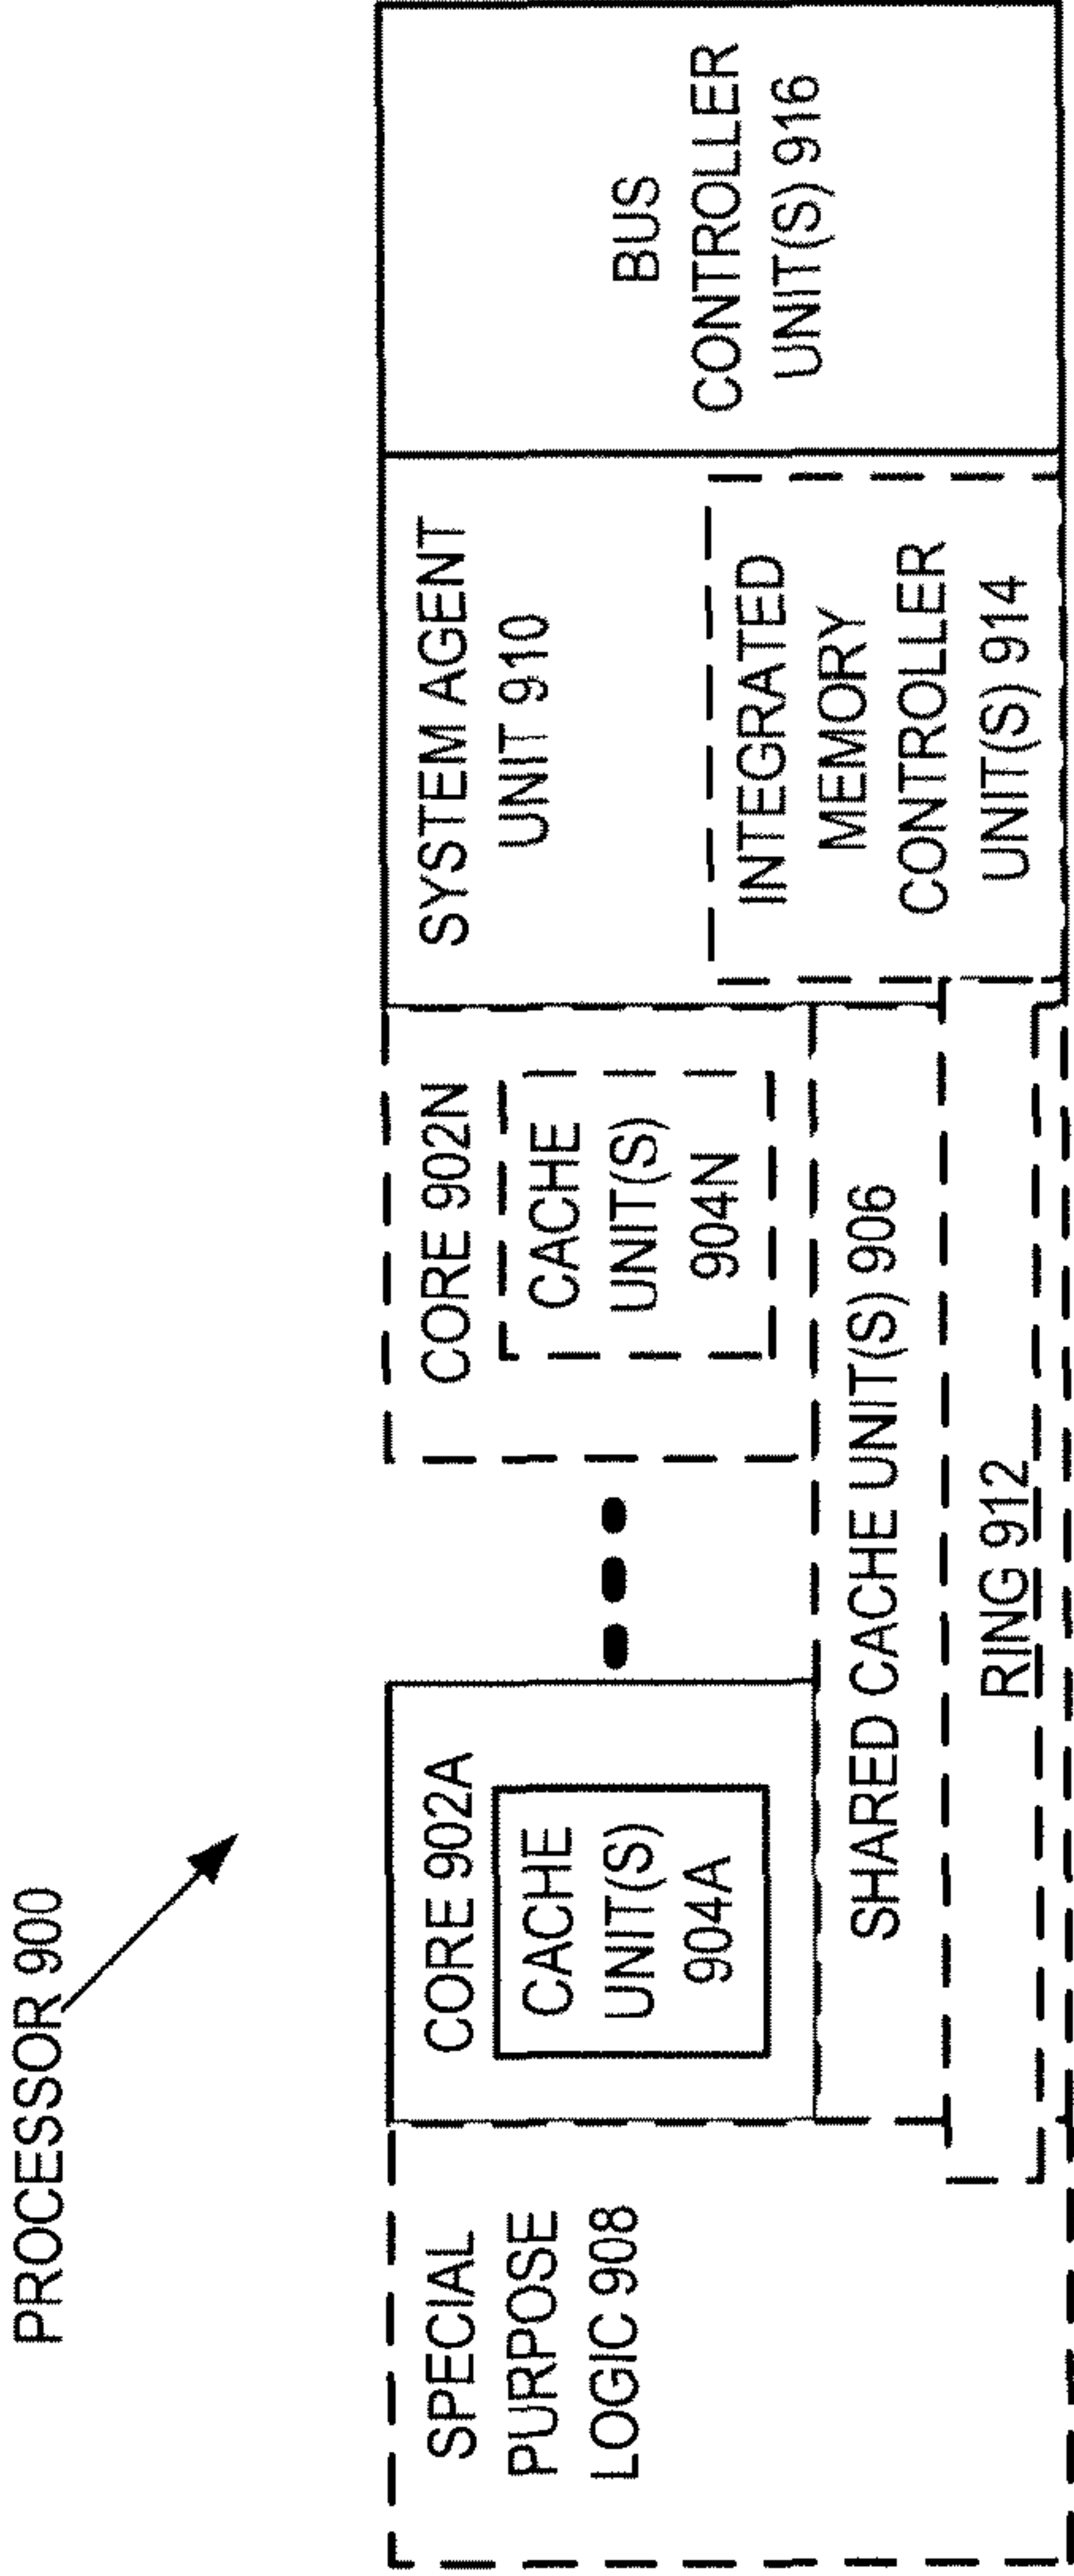 PROCESSOR 900
SPECIAL
PURPOSE
LOGIC 908
CORE 902A
CACHE
UNIT(S)
904A
CORE 902N
CACHE
UNIT(S)
904N
SHARED CACHE UNIT(S) 906
RING 912
SYSTEM AGENT
UNIT 910
INTEGRATED
MEMORY
CONTROLLER
UNIT(S) 914
BUS
CONTROLLER
UNIT(S) 916